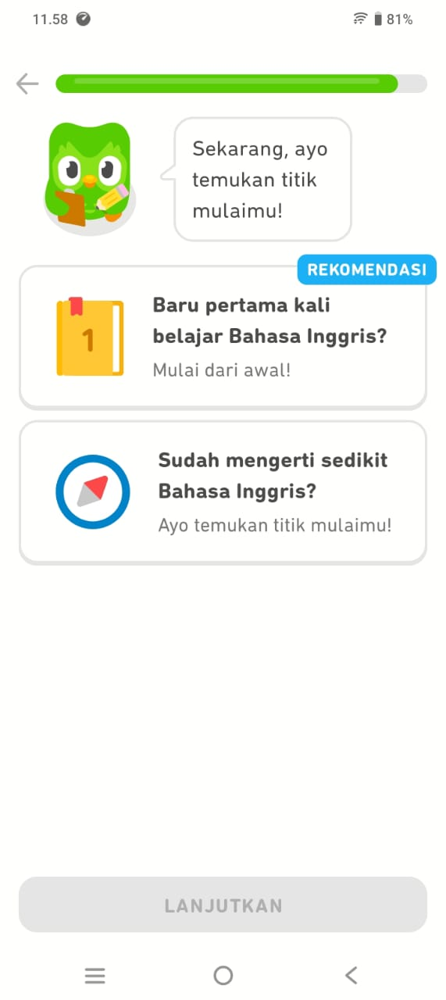 11.58
81%
Sekarang, ayo
temukan titik
mulaimu!
REKOMENDASI
1
Baru pertama kali
belajar Bahasa Inggris?
Mulai dari awal!
Sudah mengerti sedikit
Bahasa Inggris?
Ayo temukan titik mulaimu!
LANJUTKAN